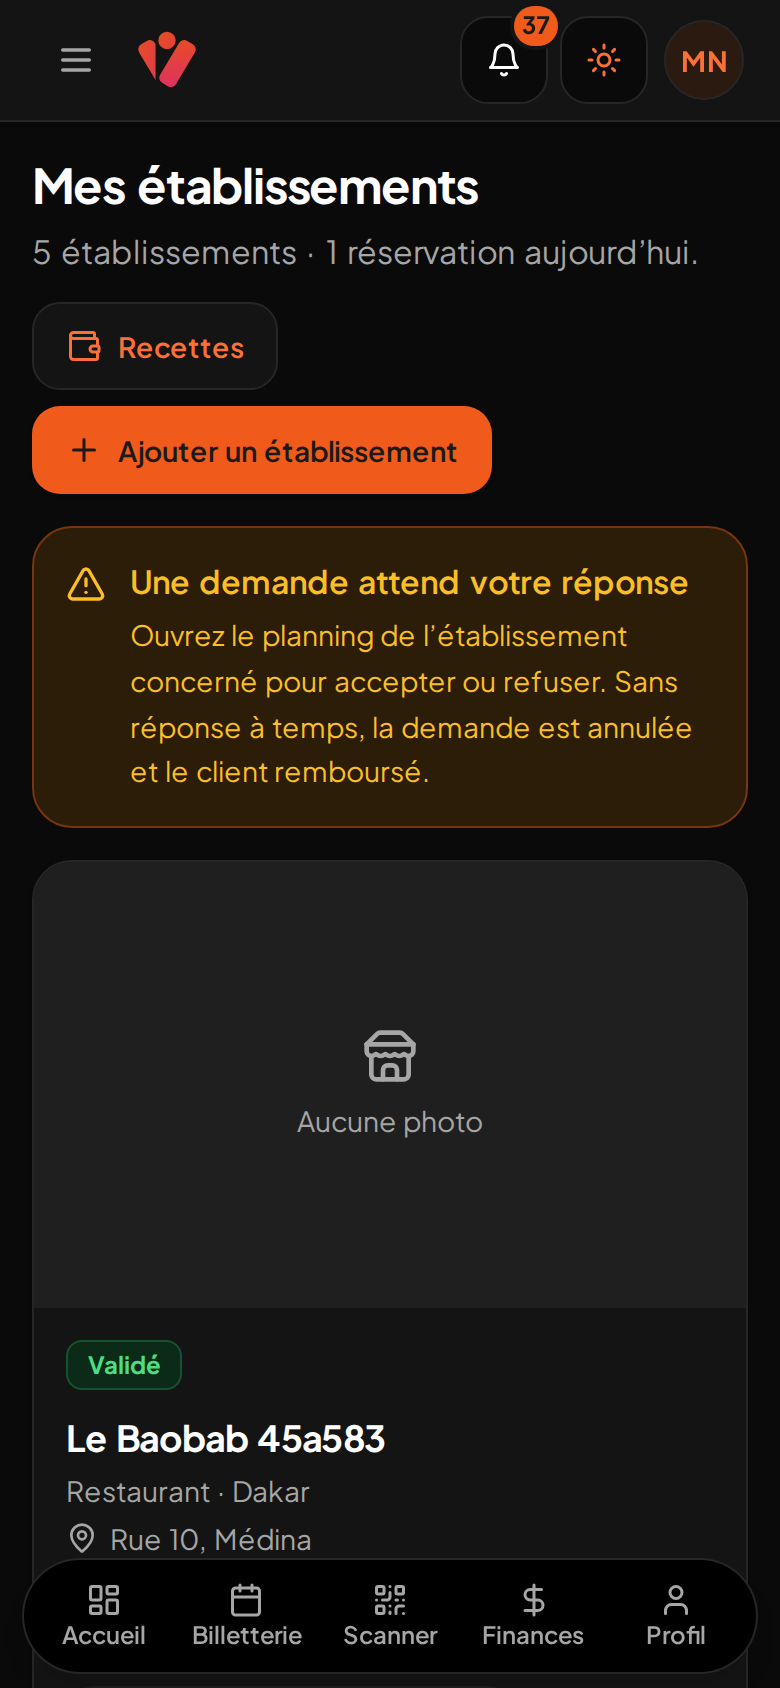 37
MN
Mes établissements
5 établissements · 1 réservation aujourd’hui.
Recettes
Ajouter un établissement
Une demande attend votre réponse
Ouvrez le planning de l’établissement
concerné pour accepter ou refuser. Sans
réponse à temps, la demande est annulée
et le client remboursé.
Aucune photo
Validé
Le Baobab 45a583
Restaurant · Dakar
Rue 10, Médina
Accueil
Billetterie
Scanner
Finances
Profil